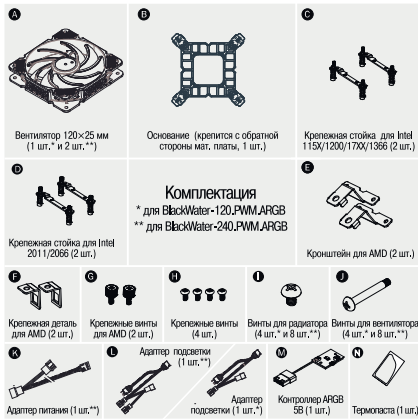 A
Вентилятор 120×25 мм
(1 шт.* и 2 шт.**)
B
Основание (крепится с обратной
стороны мат. платы, 1 шт.)
C
Крепежная стойка для Intel
115X/1200/17XX/1366 (2 шт.)
D
Крепежная стойка для Intel
2011/2066 (2 шт.)
Комплектация
* для BlackWater-120.PWM.ARGB
** для BlackWater-240.PWM.ARGB
E
Кронштейн для AMD (2 шт.)
F
Крепежная деталь
для AMD (2 шт.)
G
Крепежные винты
для AMD (2 шт.)
H
Крепежные винты
(4 шт.)
I
Винты для радиатора
(4 шт.* и 8 шт.**)
J
Винты для вентилятора
(4 шт.* и 8 шт.**)
K
Адаптер питания (1 шт.**)
L
Адаптер подсветки
(1 шт.**)
Адаптер
подсветки (1 шт.*)
M
Контроллер ARGB
5В (1 шт.)
N
Термопаста (1 шт.)